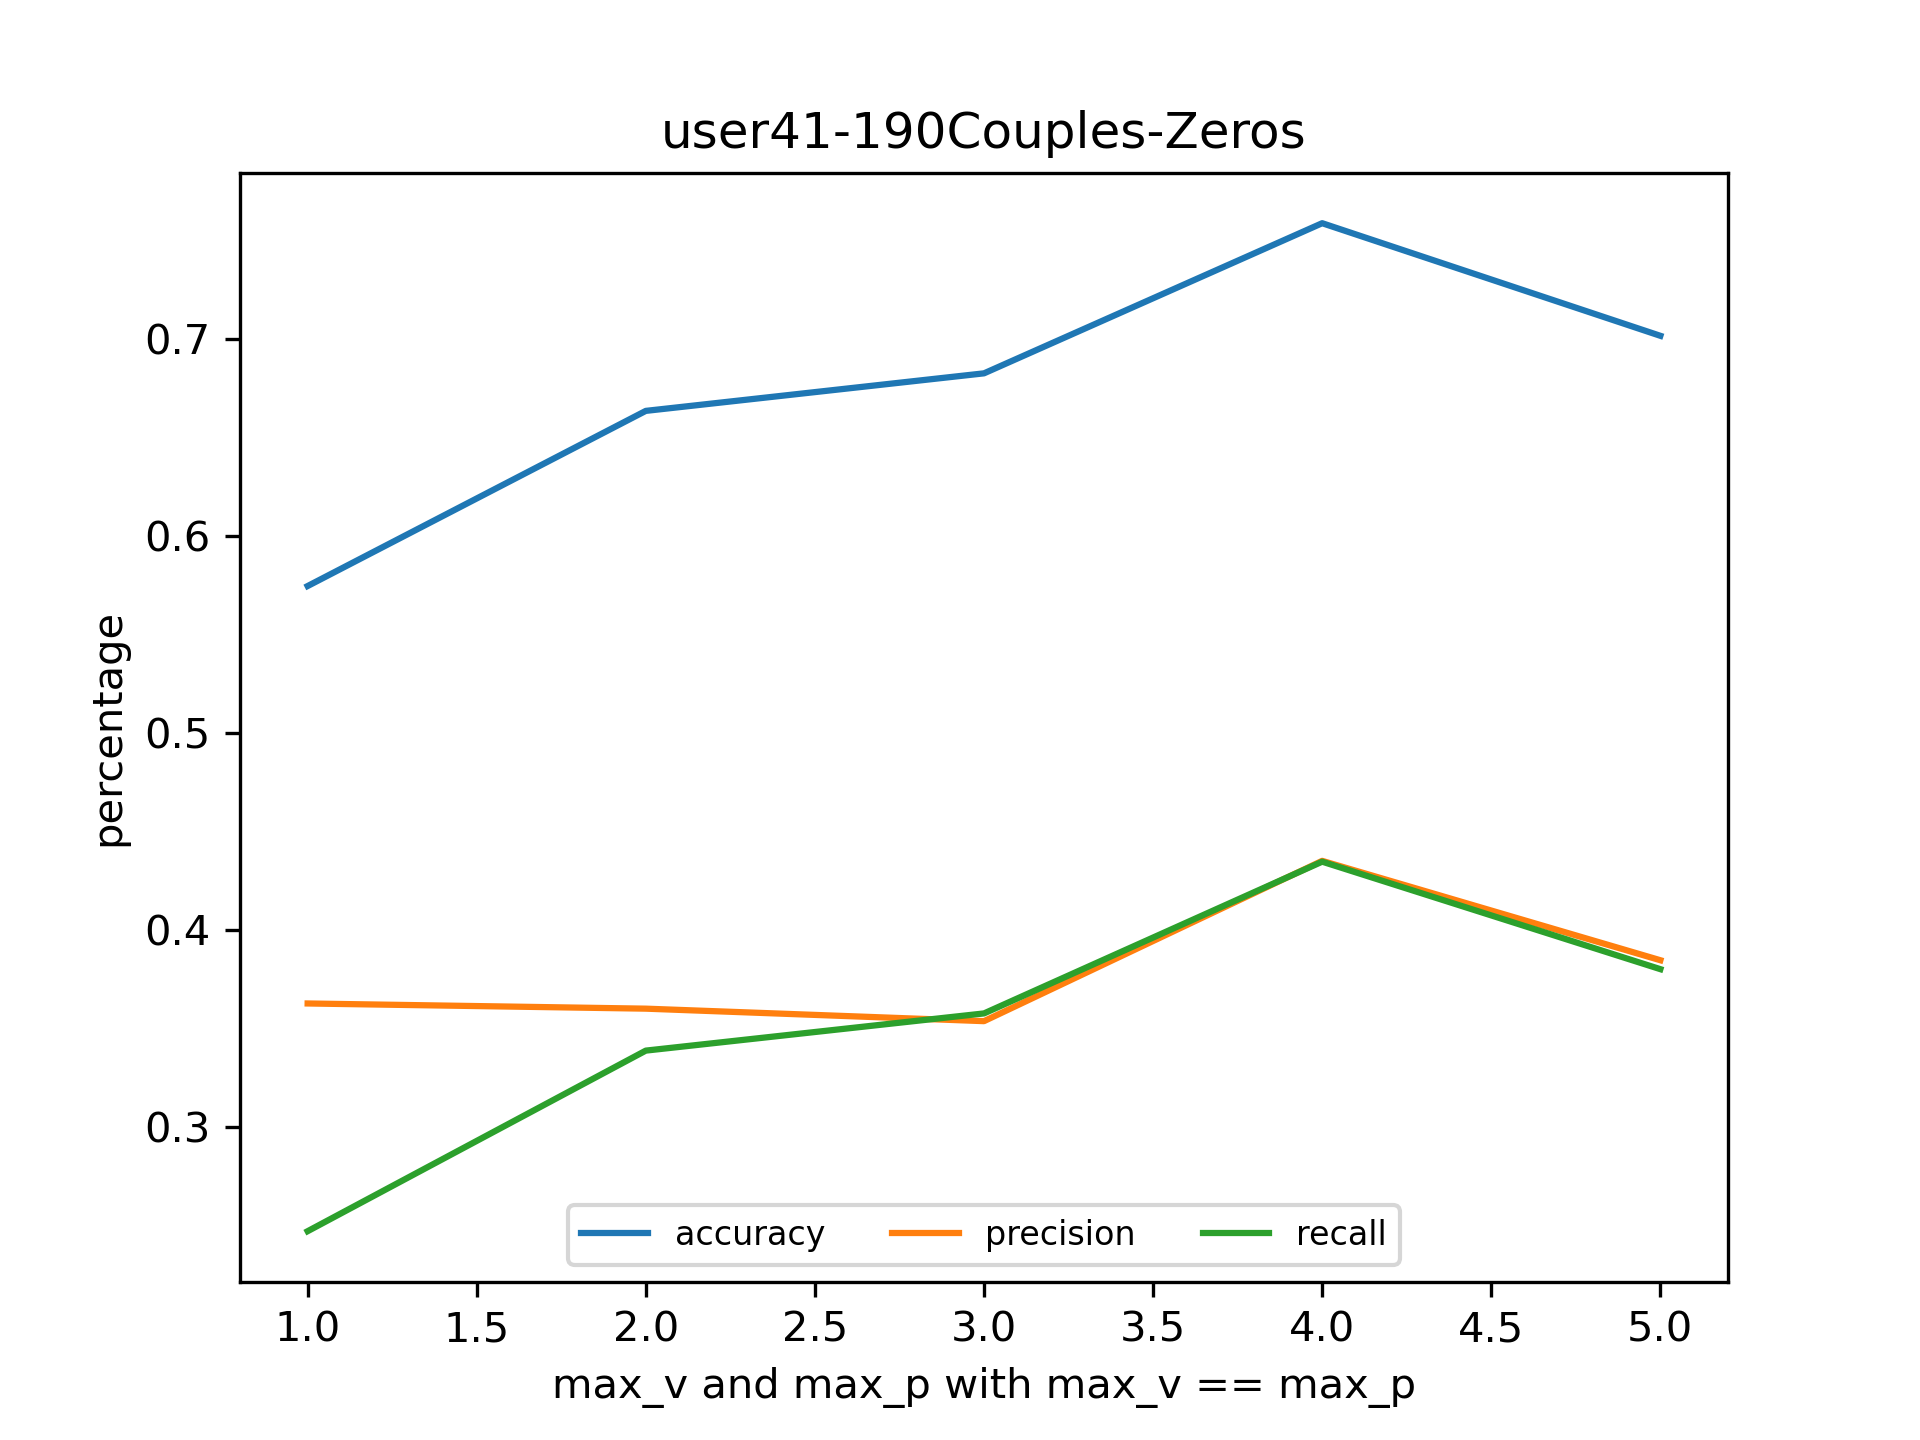 user41-190Couples-Zeros
percentage
0.7
0.6
0.5
0.4
0.3
accuracy precision recall
1.0 1.5 2.0 2.5 3.0 3.5 4.0 4.5 5.0
max_v and max_p with max_v == max_p